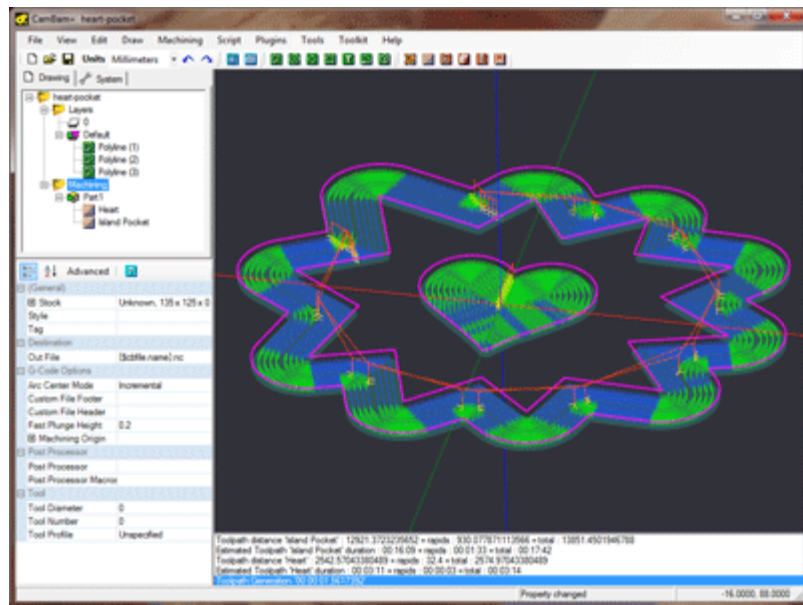 CamBam+ heart-pocket
File View Edit Draw Machining Script Plugins Tools Toolkit Help
Units Millimeters
Drawing System
heart-pocket
Layers
0
Default
Polyline (1)
Polyline (2)
Polyline (3)
Machining
Part1
Heart
Island Pocket
Advanced
(General)
Stock Unknown, 135 x 125 x 0
Style
Tag
Destination
Out File {$cbfile.name}.nc
G-Code Options
Arc Center Mode Incremental
Custom File Footer
Custom File Header
Fast Plunge Height 0.2
Machining Origin
Post Processor
Post Processor
Post Processor Macros
Tool
Tool Diameter 0
Tool Number 0
Tool Profile Unspecified
Toolpath distance 'Island Pocket' : 12921.3723235652 + rapids : 930.077871113566 = total : 13851.4501946788
Estimated Toolpath 'Island Pocket' duration : 00:16:09 + rapids : 00:01:33 = total : 00:17:42
Toolpath distance 'Heart' : 2542.57043380489 + rapids : 32.4 = total : 2574.97043380489
Estimated Toolpath 'Heart' duration : 00:03:11 + rapids : 00:00:03 = total : 00:03:14
Toolpath Generation
Property changed -16.0000, 88.0000